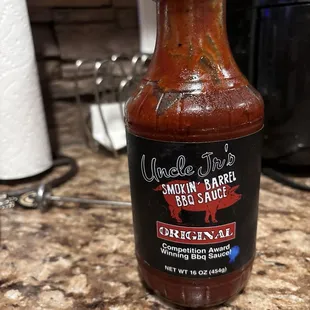 Uncle Jr's
SMOKIN' BARREL
BBQ SAUCE
ORIGINAL
Competition Award
Winning Bbq Sauce!
NET WT 16 OZ (454g)